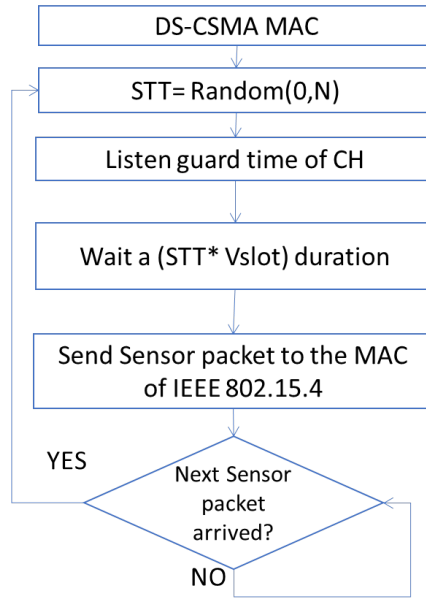 DS-CSMA MAC
STT= Random(0,N)
Listen guard time of CH
Wait a (STT* Vslot) duration
Send Sensor packet to the MAC
of IEEE 802.15.4
YES
Next Sensor
packet
arrived?
NO